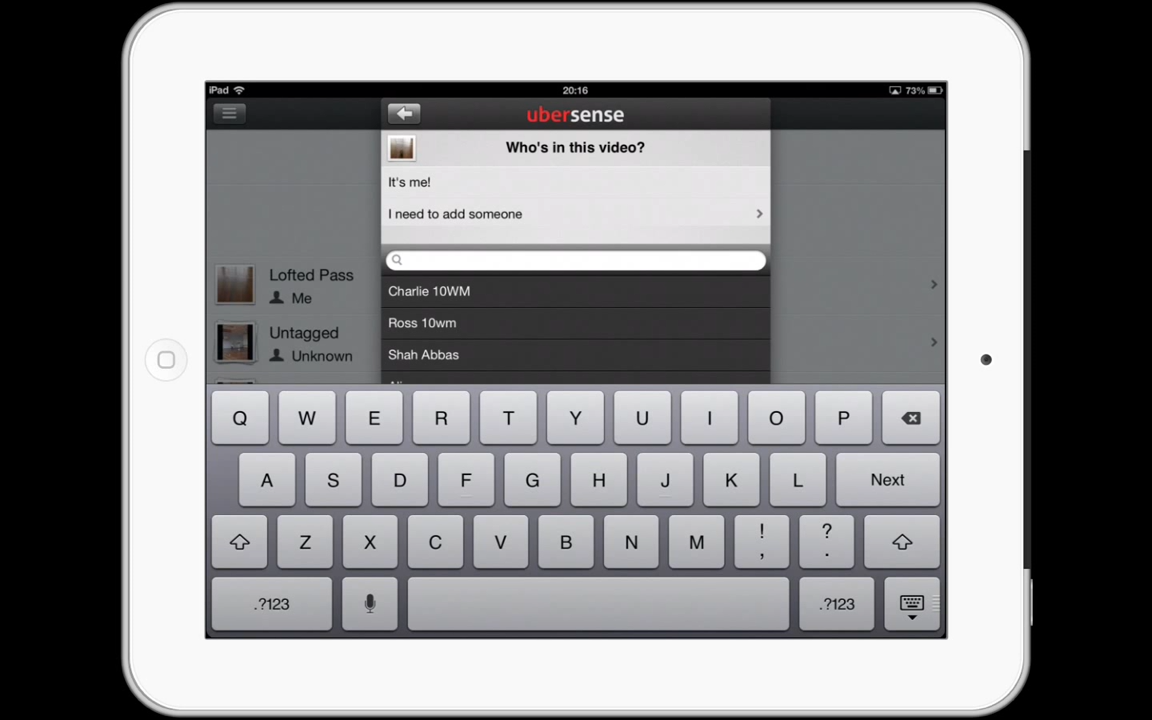 iPad 20:16 73%
ubersense
Who's in this video?
It's me!
I need to add someone
Charlie 10WM
Ross 10wm
Shah Abbas
Lofted Pass
Me
Untagged
Unknown
Q W E R T Y U I O P
A S D F G H J K L Next
Z X C V B N M ! , ? .
.?123 .?123